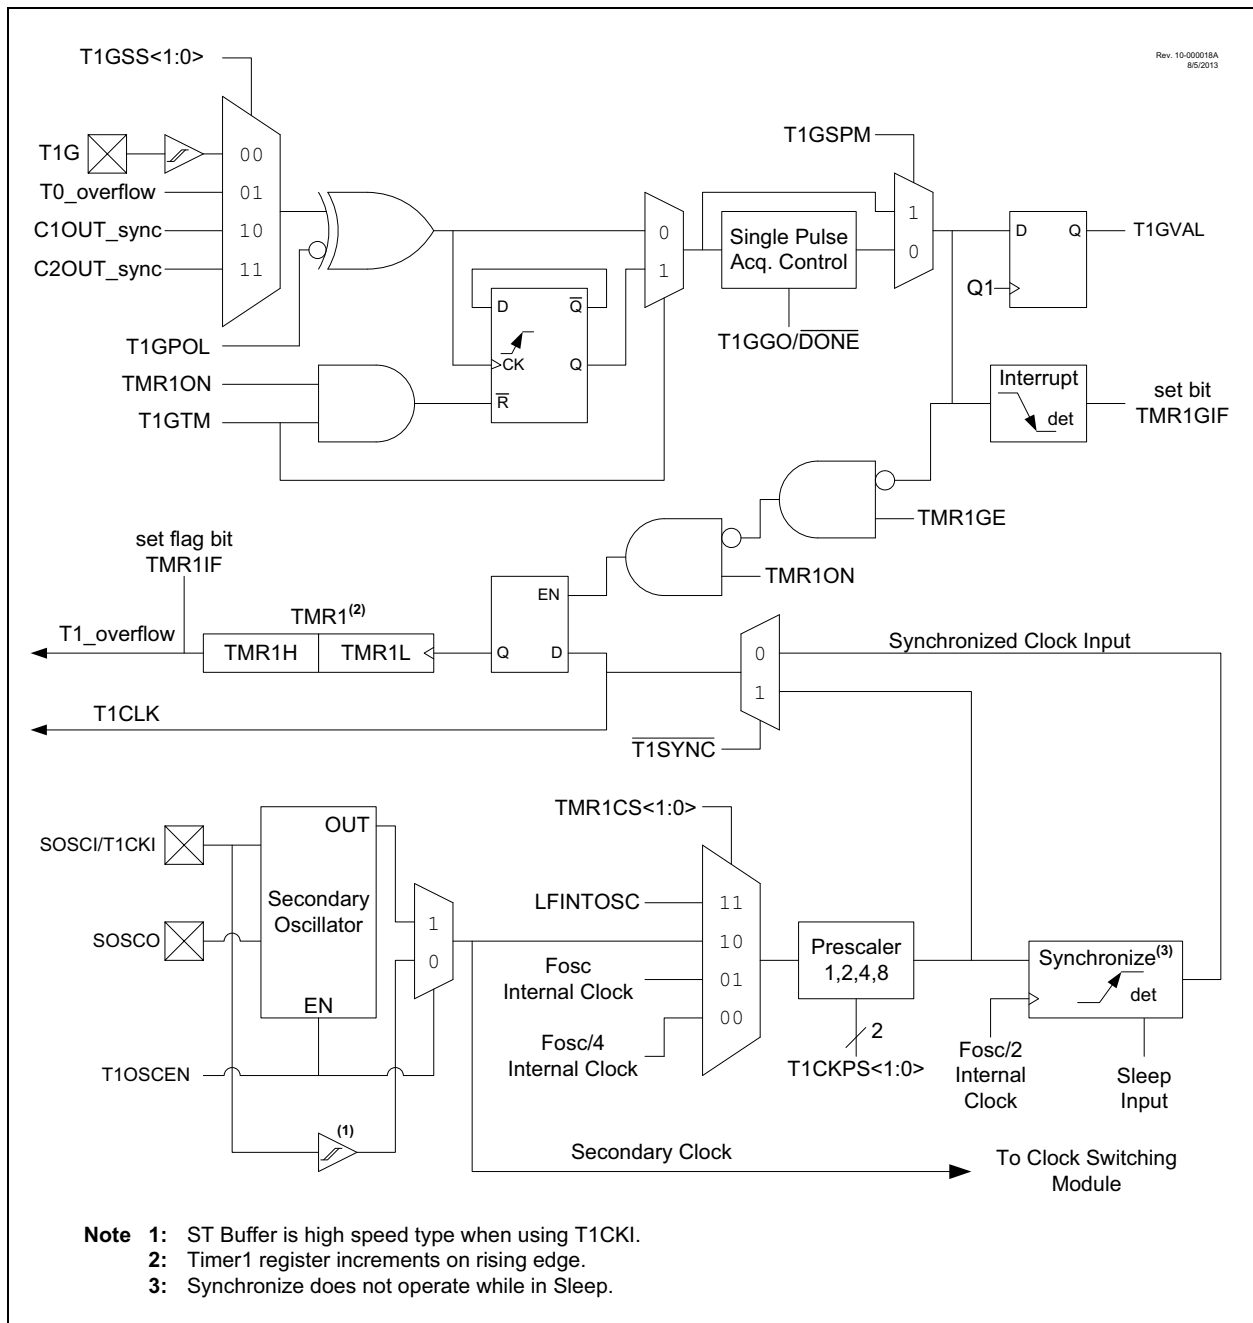 Rev. 10-000018A
8/5/2013
T1GSS<1:0>
T1G
00
T0_overflow
01
C1OUT_sync
10
C2OUT_sync
11
T1GPOL
TMR1ON
T1GTM
D
Q
CK
Q
R
0
1
T1GSPM
Single Pulse
Acq. Control
T1GGO/DONE
1
0
D
Q
T1GVAL
Q1
Interrupt
det
set bit
TMR1GIF
TMR1GE
TMR1ON
set flag bit
TMR1IF
T1_overflow
TMR1(2)
TMR1H
TMR1L
EN
Q
D
T1CLK
0
1
T1SYNC
Synchronized Clock Input
SOSCI/T1CKI
SOSCO
OUT
Secondary
Oscillator
EN
T1OSCEN
(1)
1
0
TMR1CS<1:0>
LFINTOSC
11
10
Fosc
Internal Clock
01
00
Fosc/4
Internal Clock
Prescaler
1,2,4,8
2
T1CKPS<1:0>
Synchronize(3)
det
Fosc/2
Internal
Clock
Sleep
Input
Secondary Clock
To Clock Switching
Module
Note 1: ST Buffer is high speed type when using T1CKI.
2: Timer1 register increments on rising edge.
3: Synchronize does not operate while in Sleep.